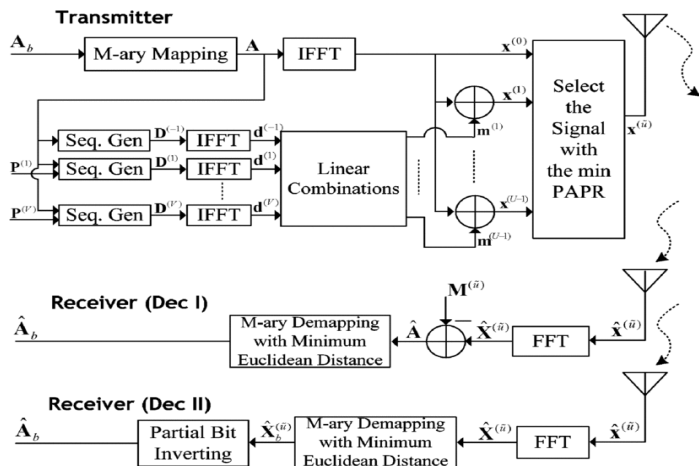 Transmitter
A_b M-ary Mapping A IFFT x^(0)
x^(1)
m^(1)
Select the Signal with the min PAPR
x^(ũ)
Seq. Gen D^(-1) IFFT d^(-1)
P^(1) Seq. Gen D^(1) IFFT d^(1)
P^(V) Seq. Gen D^(V) IFFT d^(V)
Linear Combinations
x^(U-1)
m^(U-1)
Receiver (Dec I)
M^(ũ)
Â_b M-ary Demapping with Minimum Euclidean Distance Â − X̂^(ũ) FFT x̂^(ũ)
Receiver (Dec II)
Â_b Partial Bit Inverting X̂_b^(ũ) M-ary Demapping with Minimum Euclidean Distance X̂^(ũ) FFT x̂^(ũ)